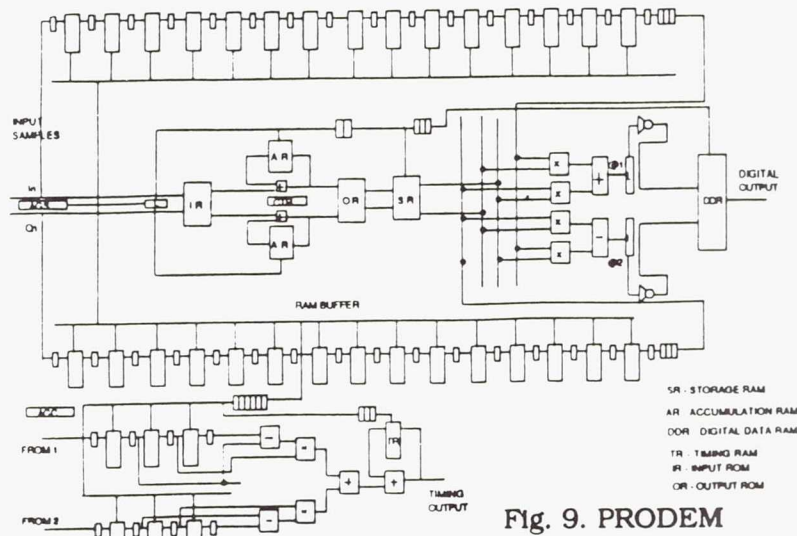 INPUT
SAMPLES
In
Qn
IR
AR
AR
OR
SR
x
x
x
x
+
-
@1
@2
DDR
DIGITAL
OUTPUT
RAM BUFFER
FROM 1
FROM 2
-
+
+
TR
TIMING
OUTPUT
SR - STORAGE RAM
AR - ACCUMULATION RAM
DDR - DIGITAL DATA RAM
TR - TIMING RAM
IR - INPUT ROM
OR - OUTPUT ROM
Fig. 9. PRODEM